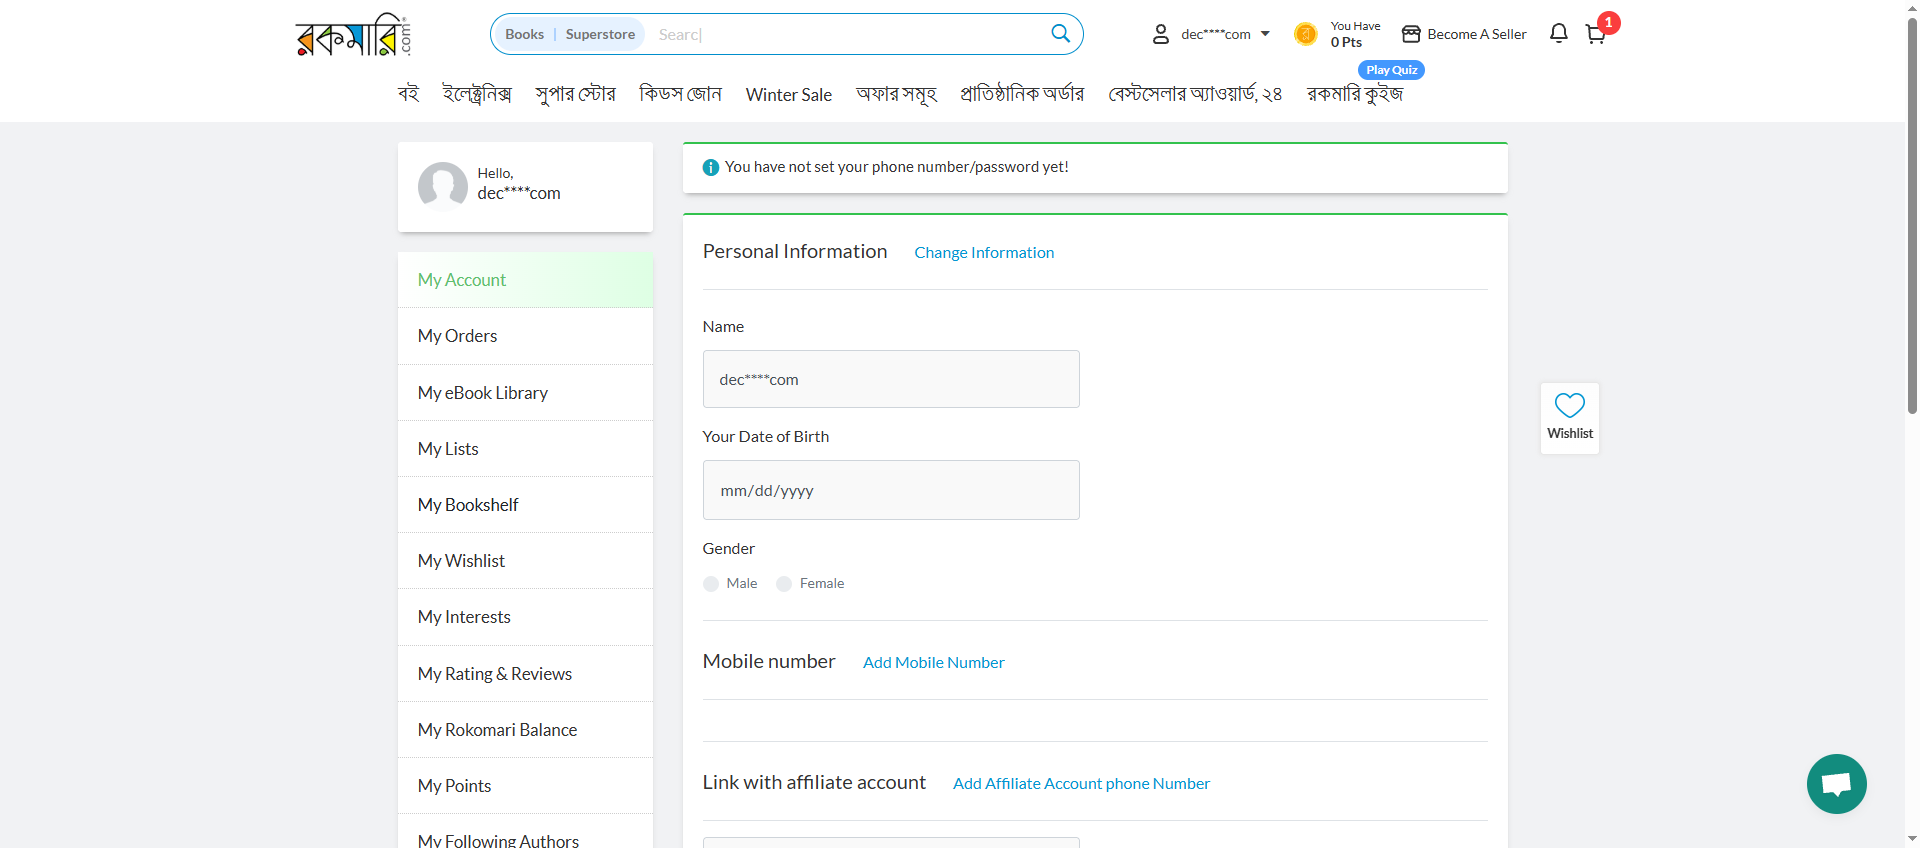 রকমারি.com
Books | Superstore Searc|
dec****com
You Have
0 Pts
Become A Seller
1
Play Quiz
বই ইলেক্ট্রনিক্স সুপার স্টোর কিডস জোন Winter Sale অফার সমূহ প্রাতিষ্ঠানিক অর্ডার বেস্টসেলার অ্যাওয়ার্ড, ২৪ রকমারি কুইজ
Hello,
dec****com
My Account
My Orders
My eBook Library
My Lists
My Bookshelf
My Wishlist
My Interests
My Rating & Reviews
My Rokomari Balance
My Points
My Following Authors
You have not set your phone number/password yet!
Personal Information Change Information
Name
dec****com
Your Date of Birth
mm/dd/yyyy
Gender
Male Female
Mobile number Add Mobile Number
Link with affiliate account Add Affiliate Account phone Number
Wishlist